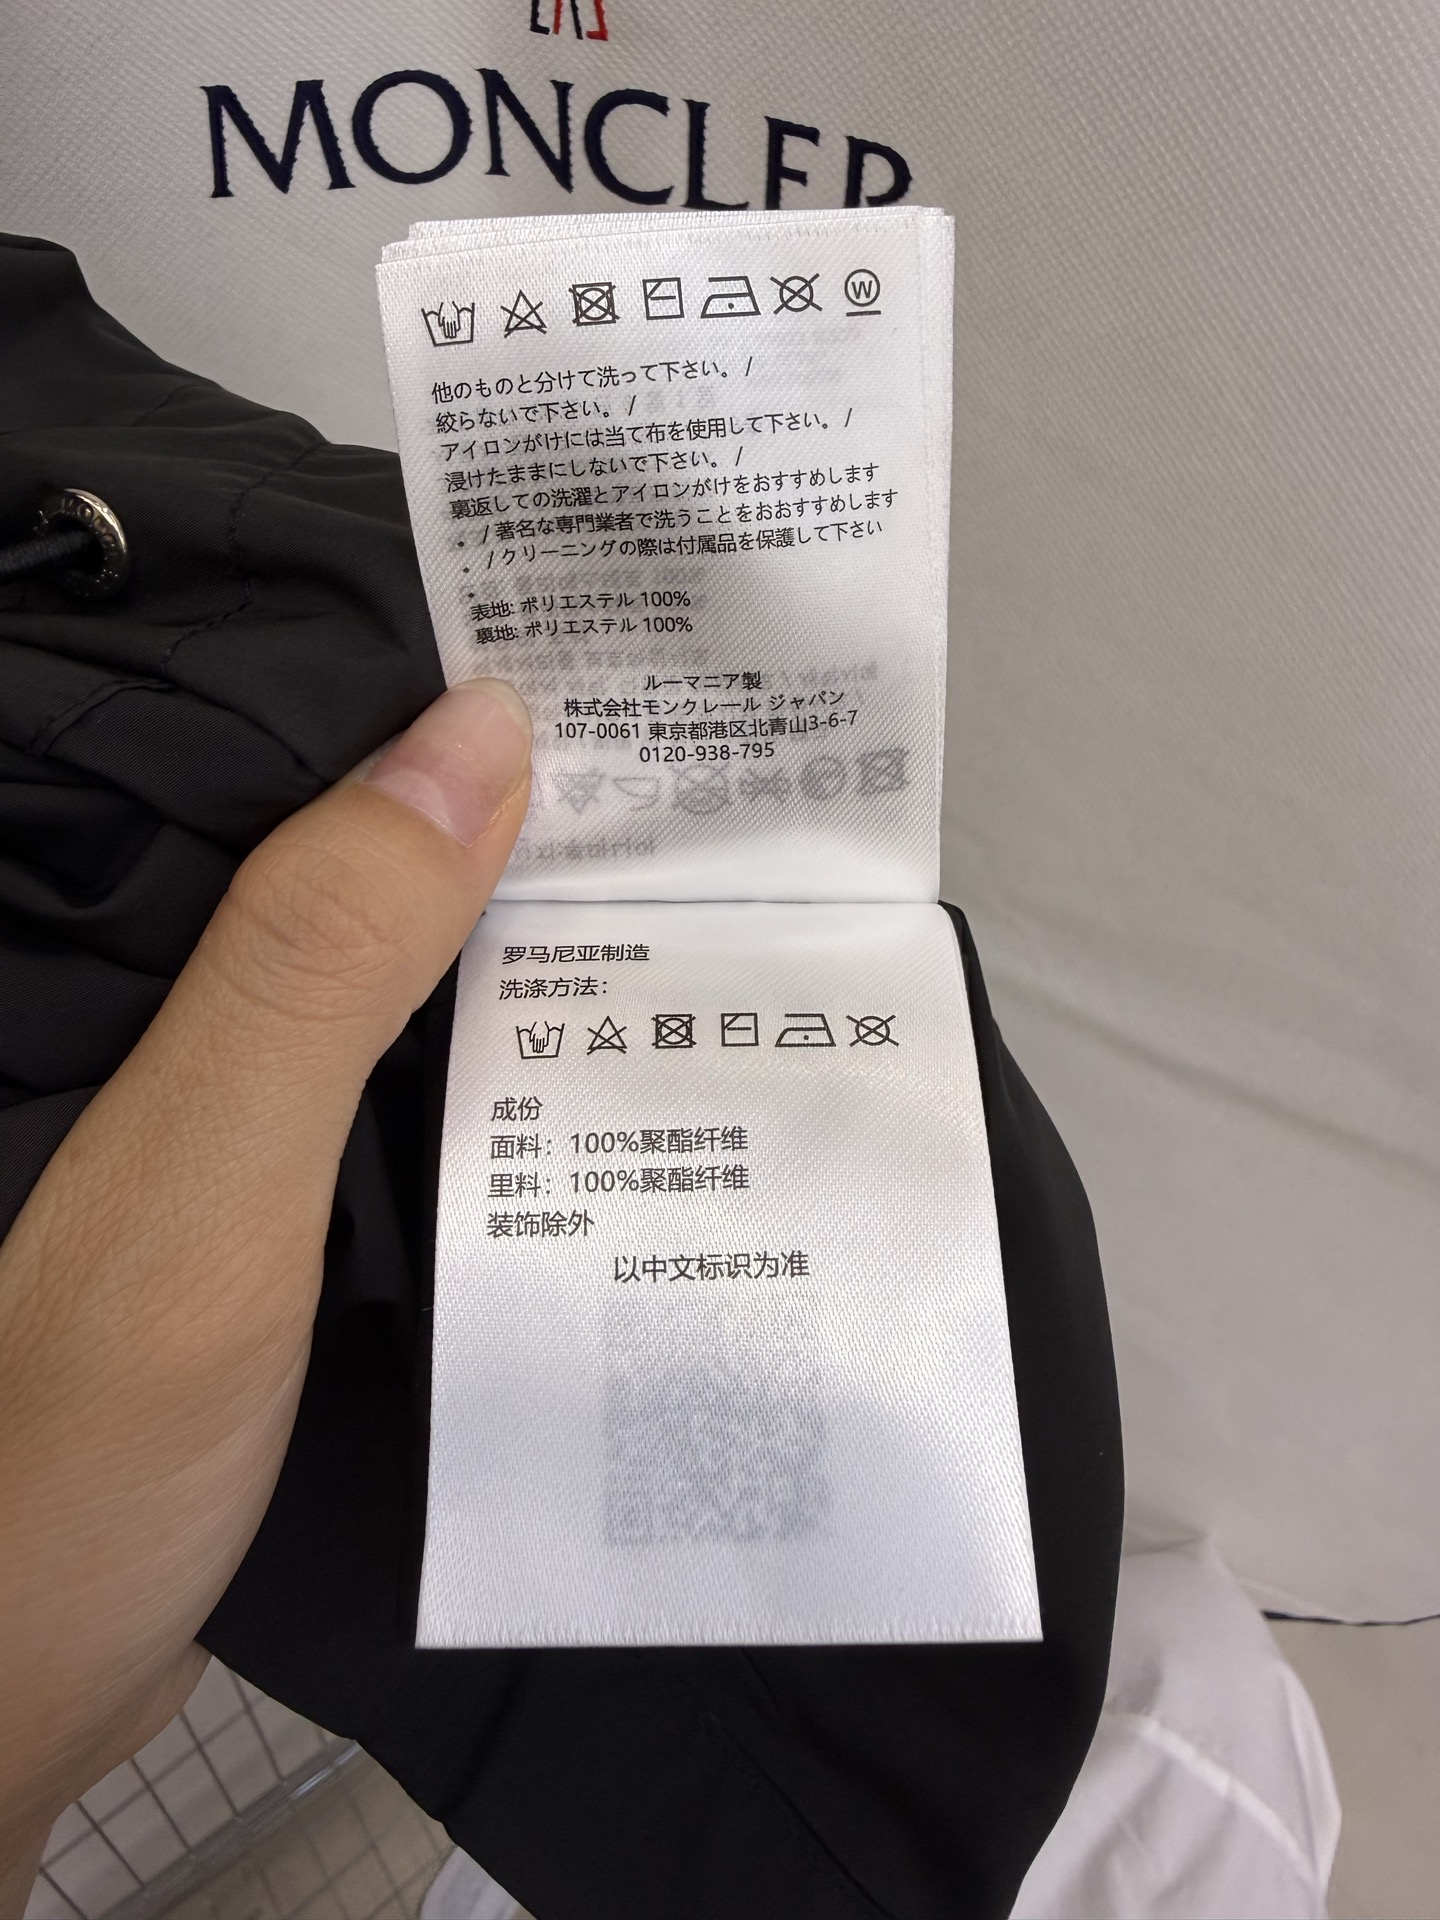 MONCLER
W
他のものと分けて洗って下さい。/
絞らないで下さい。/
アイロンがけには当て布を使用して下さい。/
浸けたままにしないで下さい。/
裏返しての洗濯とアイロンがけをおすすめします
。/著名な専門業者で洗うことをおおすすめします
。/クリーニングの際は付属品を保護して下さい
。
表地: ポリエステル 100%
裏地: ポリエステル 100%
ルーマニア製
株式会社モンクレール ジャパン
107-0061 東京都港区北青山3-6-7
0120-938-795
罗马尼亚制造
洗涤方法：
成份
面料：100%聚酯纤维
里料：100%聚酯纤维
装饰除外
以中文标识为准